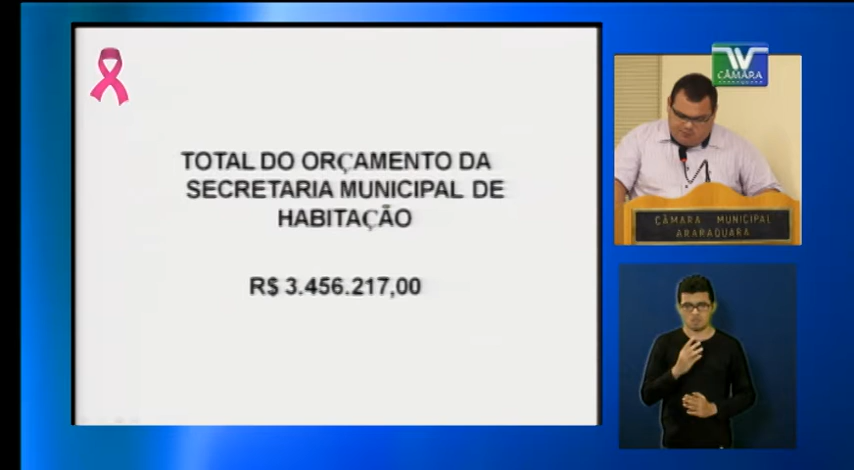 TOTAL DO ORÇAMENTO DA
SECRETARIA MUNICIPAL DE
HABITAÇÃO
R$ 3.456.217,00
TV
CÂMARA
CÂMARA MUNICIPAL
ARARAQUARA